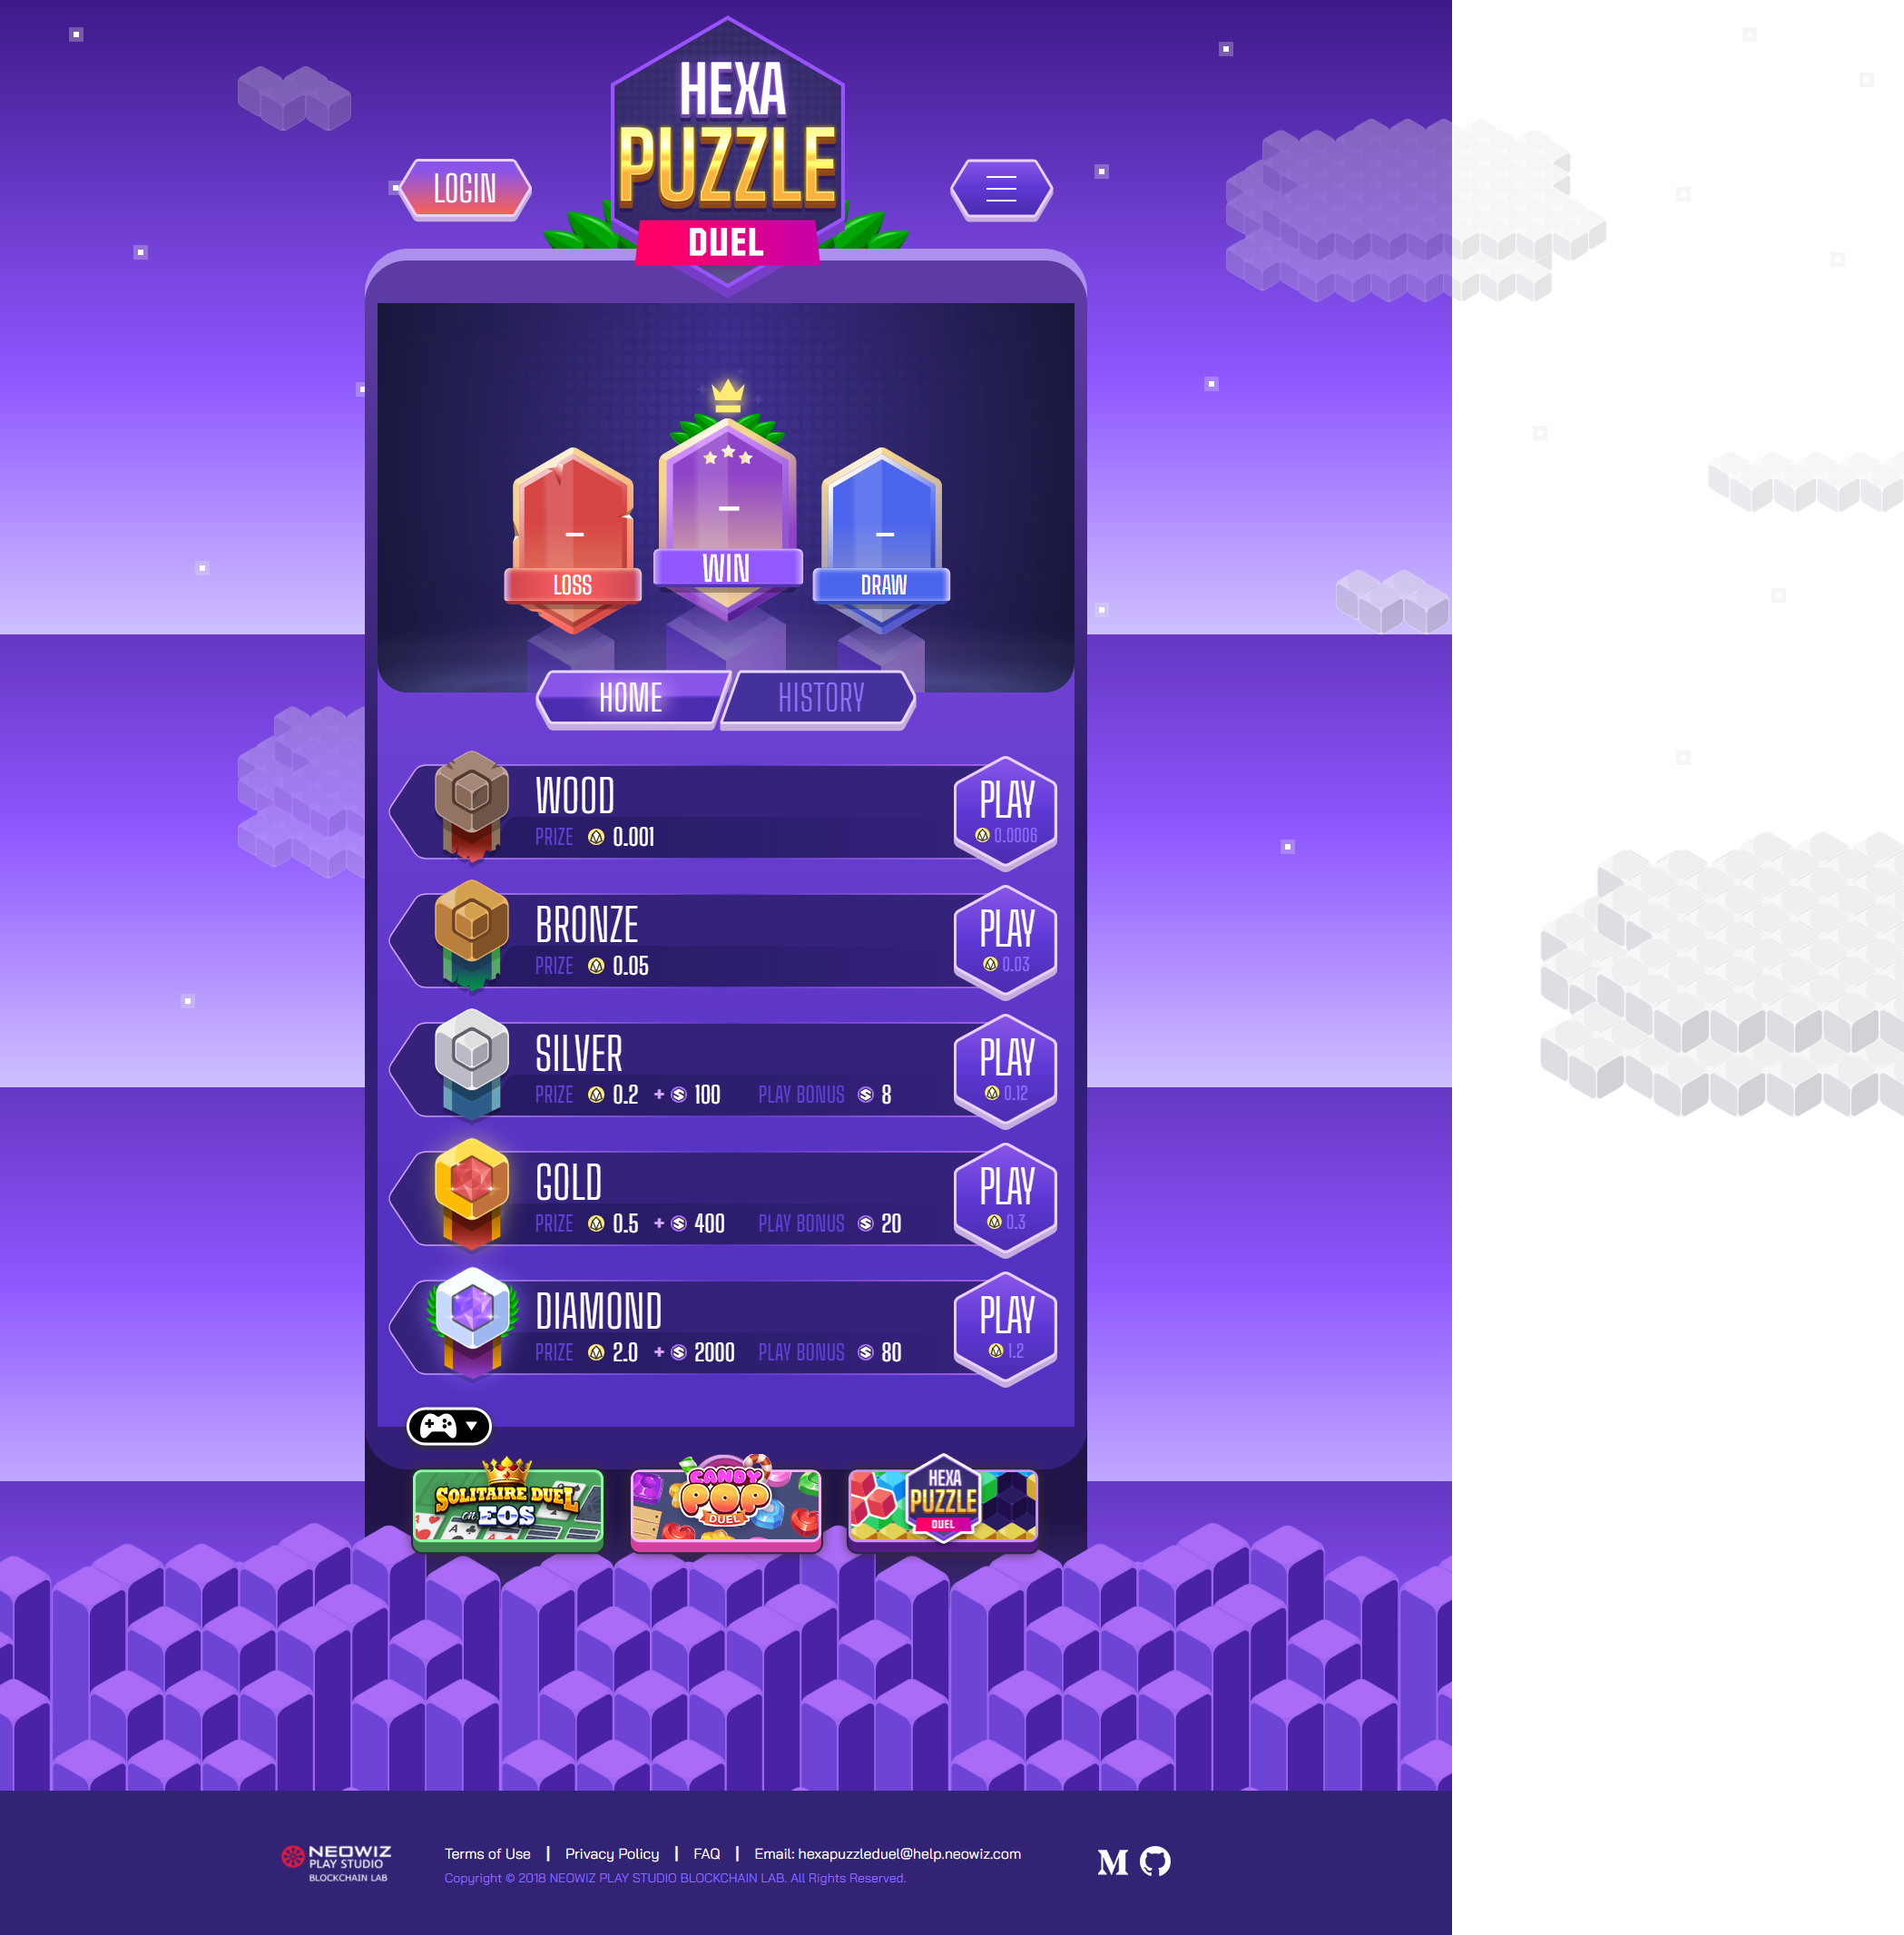 HEXA
PUZZLE
DUEL
LOGIN
LOSS
WIN
DRAW
HOME
HISTORY
WOOD
PRIZE 0.001
PLAY
0.0006
BRONZE
PRIZE 0.05
PLAY
0.03
SILVER
PRIZE 0.2 + 100 PLAY BONUS 8
PLAY
0.12
GOLD
PRIZE 0.5 + 400 PLAY BONUS 20
PLAY
0.3
DIAMOND
PRIZE 2.0 + 2000 PLAY BONUS 80
PLAY
1.2
SOLITAIRE DUEL
on EOS
CANDY
POP
DUEL
HEXA
PUZZLE
DUEL
NEOWIZ
PLAY STUDIO
BLOCKCHAIN LAB
Terms of Use | Privacy Policy | FAQ | Email: hexapuzzleduel@help.neowiz.com
Copyright © 2018 NEOWIZ PLAY STUDIO BLOCKCHAIN LAB. All Rights Reserved.